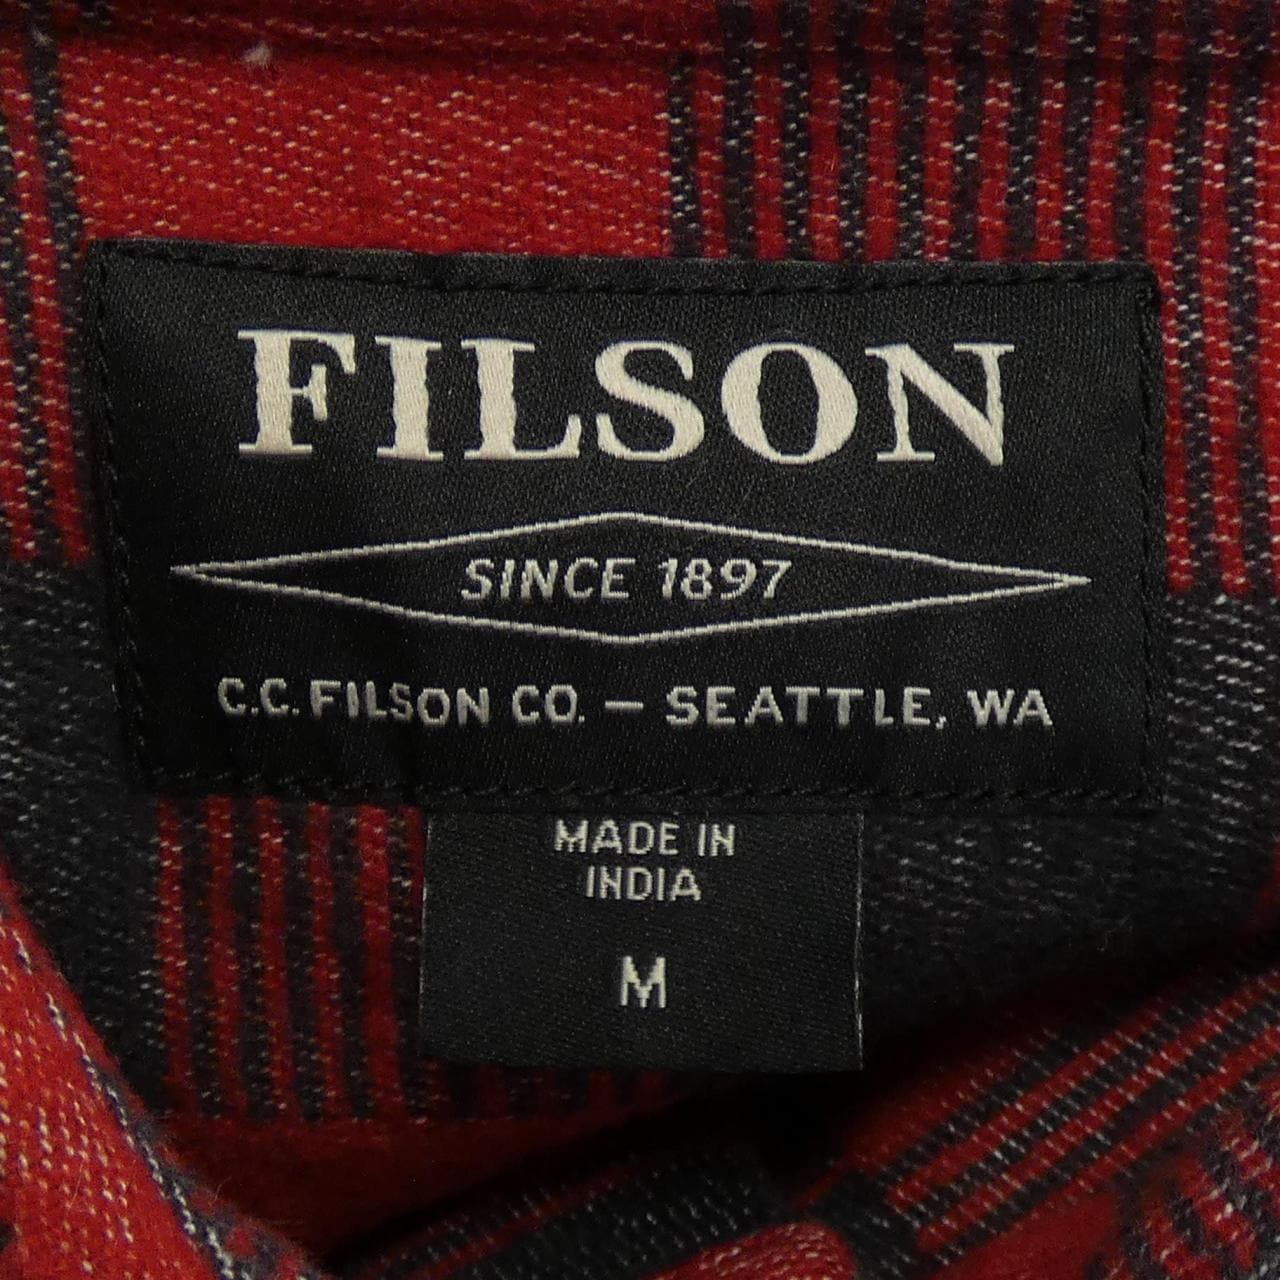 FILSON
SINCE 1897
C.C. FILSON CO. – SEATTLE, WA
MADE IN
INDIA
M